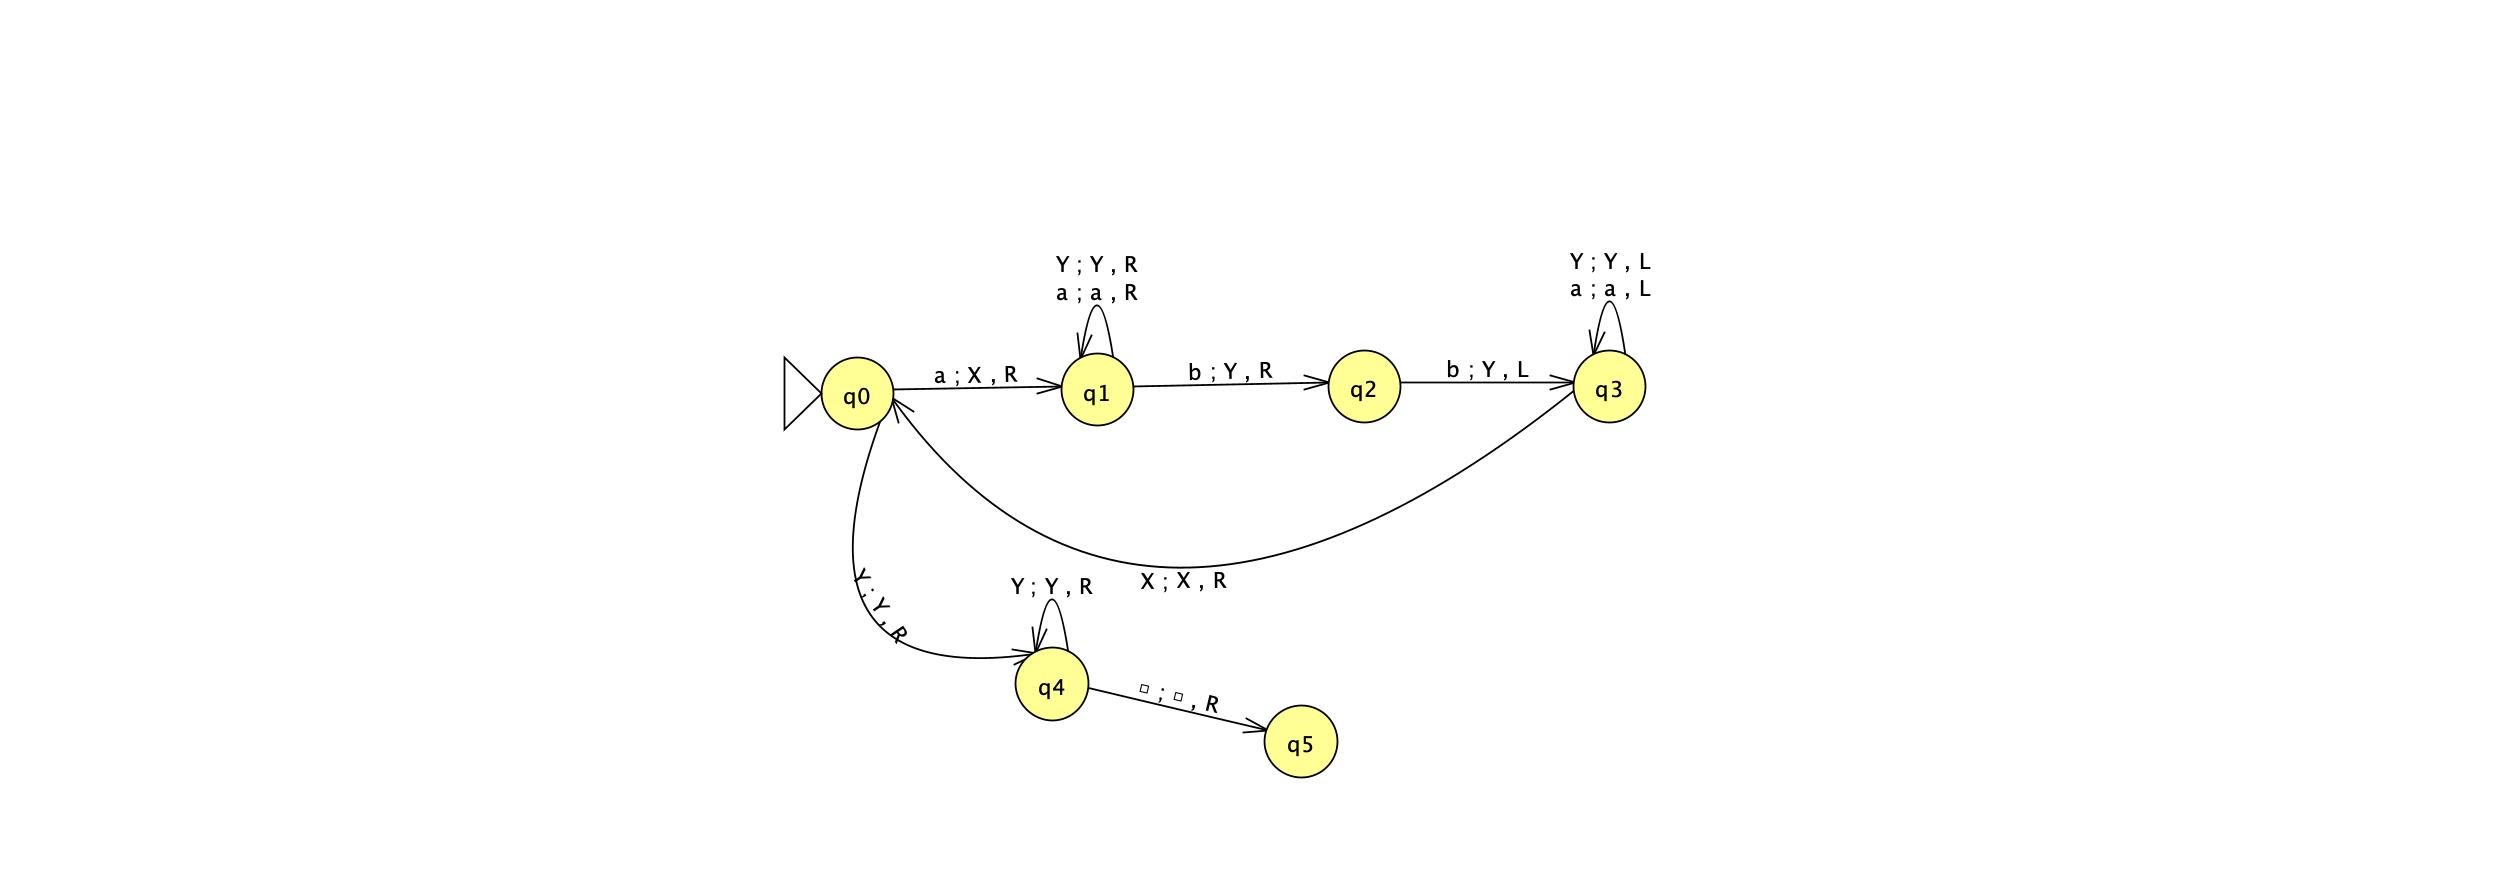 Y ; Y , R
a ; a , R
Y ; Y , L
a ; a , L
a ; X , R
b ; Y , R
b ; Y , L
q0
q1
q2
q3
Y ; Y , R
Y ; Y , R
X ; X , R
q4
□ ; □ , R
q5